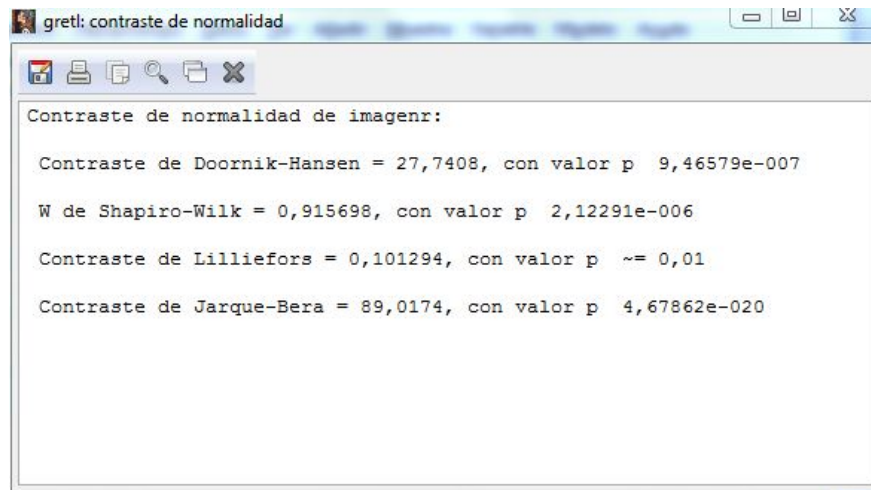 gretl: contraste de normalidad
Contraste de normalidad de imagenr:
Contraste de Doornik-Hansen = 27,7408, con valor p 9,46579e-007
W de Shapiro-Wilk = 0,915698, con valor p 2,12291e-006
Contraste de Lilliefors = 0,101294, con valor p ~= 0,01
Contraste de Jarque-Bera = 89,0174, con valor p 4,67862e-020